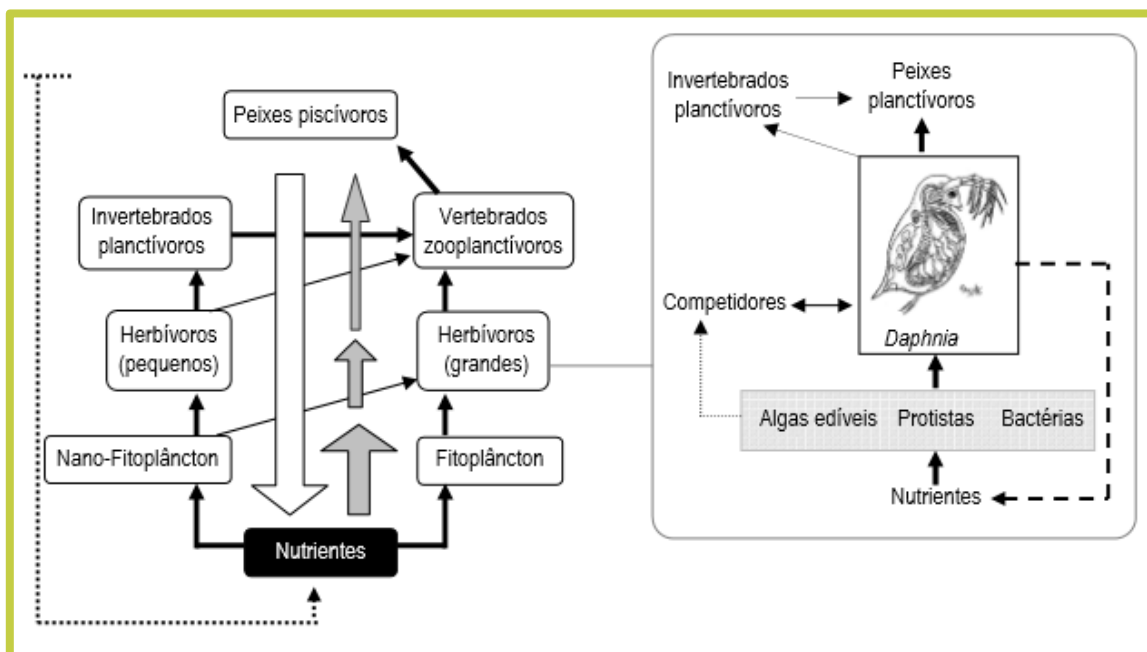 Peixes piscívoros
Invertebrados
planctívoros
Vertebrados
zooplanctívoros
Herbívoros
(pequenos)
Herbívoros
(grandes)
Nano-Fitoplâncton
Fitoplâncton
Nutrientes
Invertebrados
planctívoros
Peixes
planctívoros
Competidores
Daphnia
Algas edíveis Protistas Bactérias
Nutrientes